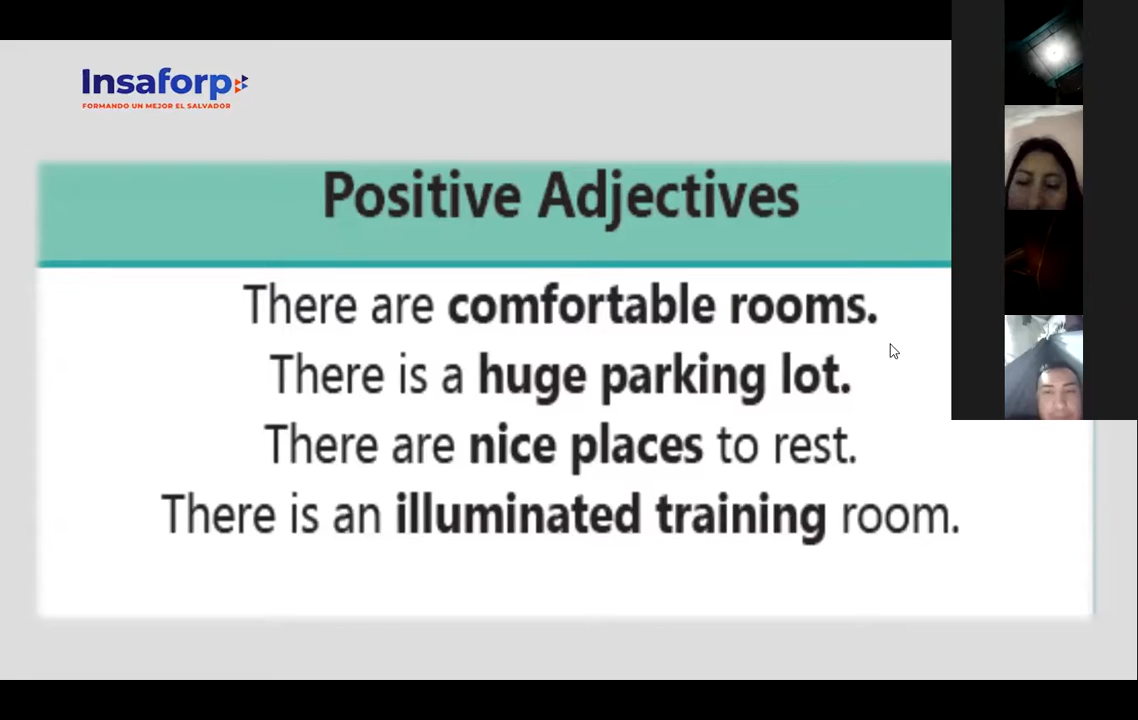 Insaforp
FORMANDO UN MEJOR EL SALVADOR
Positive Adjectives
There are comfortable rooms.
There is a huge parking lot.
There are nice places to rest.
There is an illuminated training room.